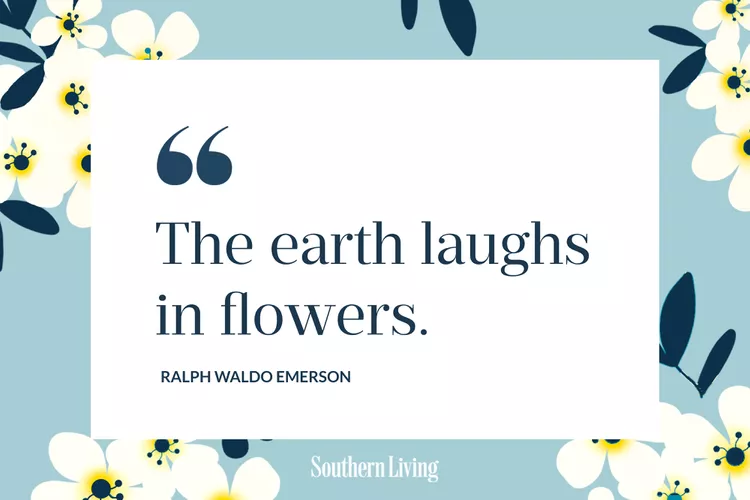 “
The earth laughs
in flowers.
RALPH WALDO EMERSON
Southern Living